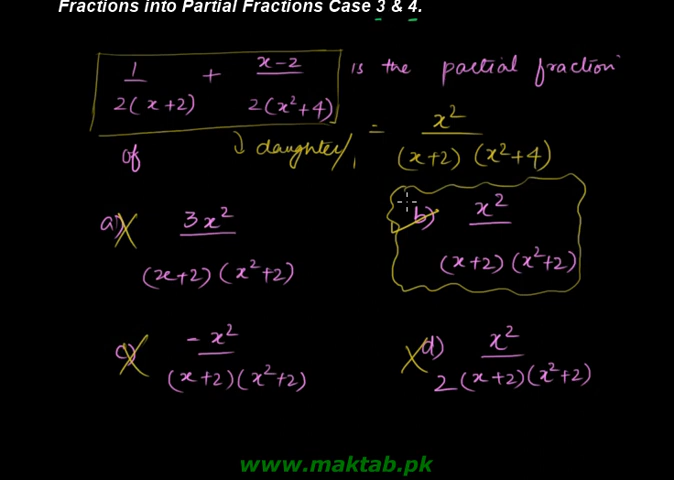 Fractions into Partial Fractions Case 3 & 4.
1/2(x+2) + x-2/2(x²+4) is the partial fraction
of ↓ daughter/, = x²/(x+2)(x²+4)
a) 3x²/(x+2)(x²+2) b) x²/(x+2)(x²+2)
c) -x²/(x+2)(x²+2) d) x²/2(x+2)(x²+2)
www.maktab.pk